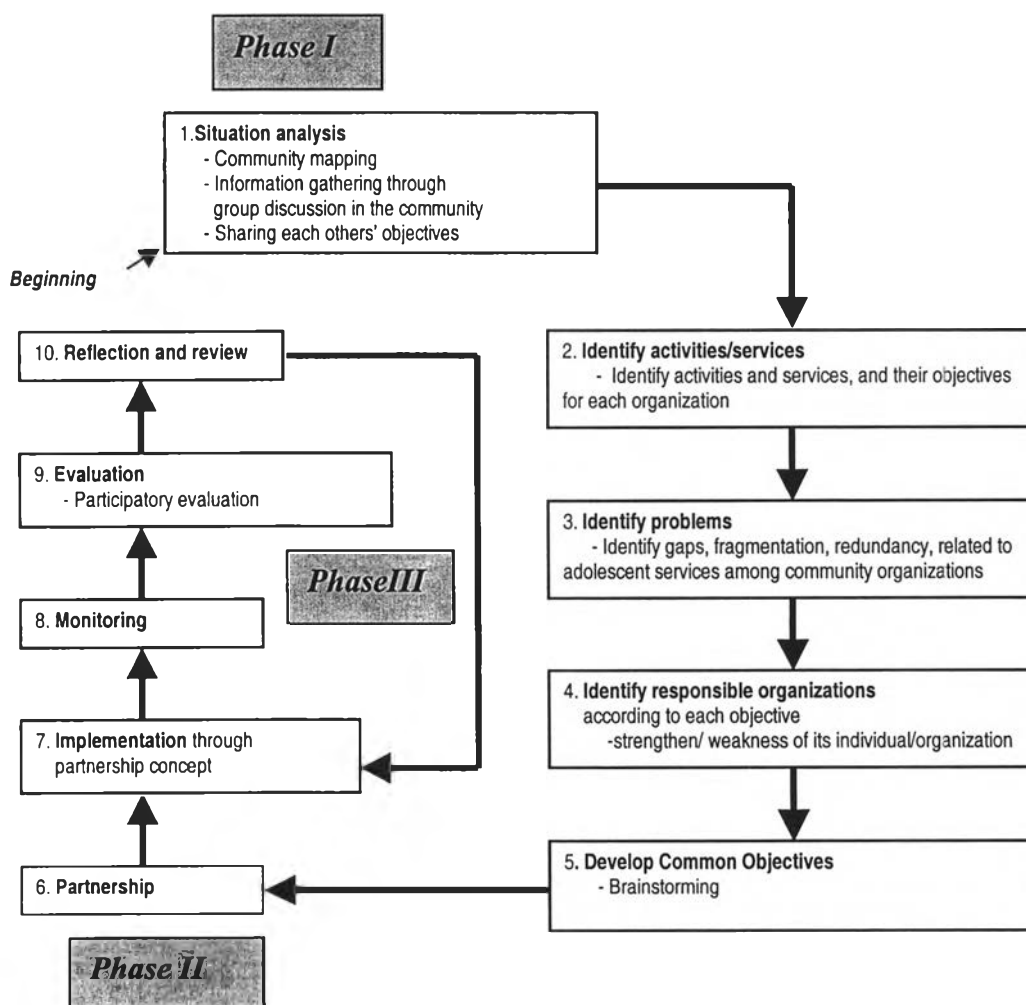 Phase I
1.Situation analysis
- Community mapping
- Information gathering through
group discussion in the community
- Sharing each others' objectives
Beginning
2. Identify activities/services
- Identify activities and services, and their objectives
for each organization
3. Identify problems
- Identify gaps, fragmentation, redundancy, related to
adolescent services among community organizations
4. Identify responsible organizations
according to each objective
-strengthen/ weakness of its individual/organization
5. Develop Common Objectives
- Brainstorming
6. Partnership
Phase II
7. Implementation through
partnership concept
8. Monitoring
PhaseIII
9. Evaluation
- Participatory evaluation
10. Reflection and review